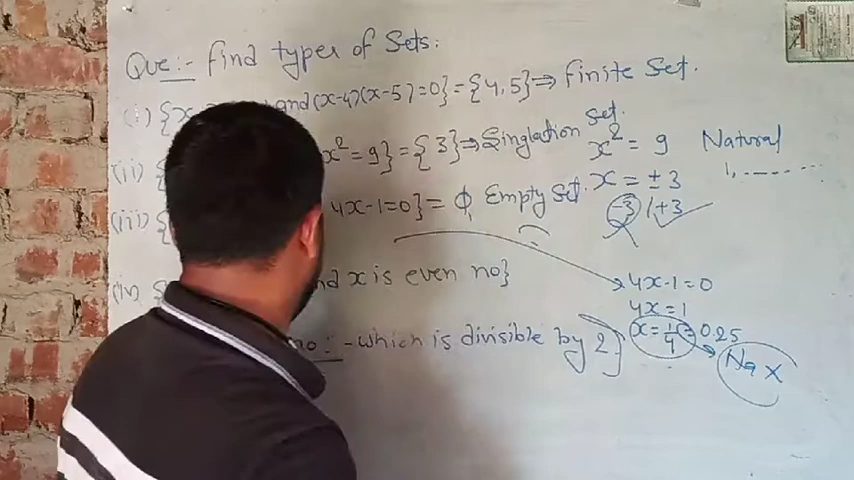 Que :- find types of Sets:
(i) {x and (x-4)(x-5)=0} = {4,5} ⇒ finite Set.
(ii) { x² = 9} = {3} ⇒ Singlation Set.
x² = 9 Natural
x = ±3 1, -----
3 / +3
(iii) { 4x-1=0} = ϕ Empty Set
4x-1=0
4x=1
x=1/4=0.25
Na x
(iv) x is even no}
no:- which is divisible by 2]